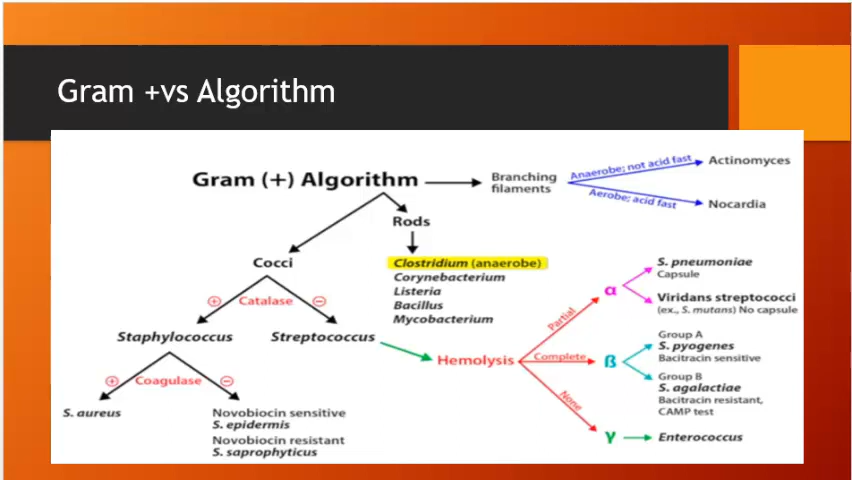 Gram +vs Algorithm
Gram (+) Algorithm
Branching
filaments
Anaerobe; not acid fast
Actinomyces
Aerobe; acid fast
Nocardia
Rods
Clostridium (anaerobe)
Corynebacterium
Listeria
Bacillus
Mycobacterium
Cocci
⊕ Catalase ⊖
Staphylococcus
Streptococcus
⊕ Coagulase ⊖
S. aureus
Novobiocin sensitive
S. epidermis
Novobiocin resistant
S. saprophyticus
Hemolysis
Partial
α
S. pneumoniae
Capsule
Viridans streptococci
(ex., S. mutans) No capsule
Complete
ß
Group A
S. pyogenes
Bacitracin sensitive
Group B
S. agalactiae
Bacitracin resistant,
CAMP test
None
γ
Enterococcus